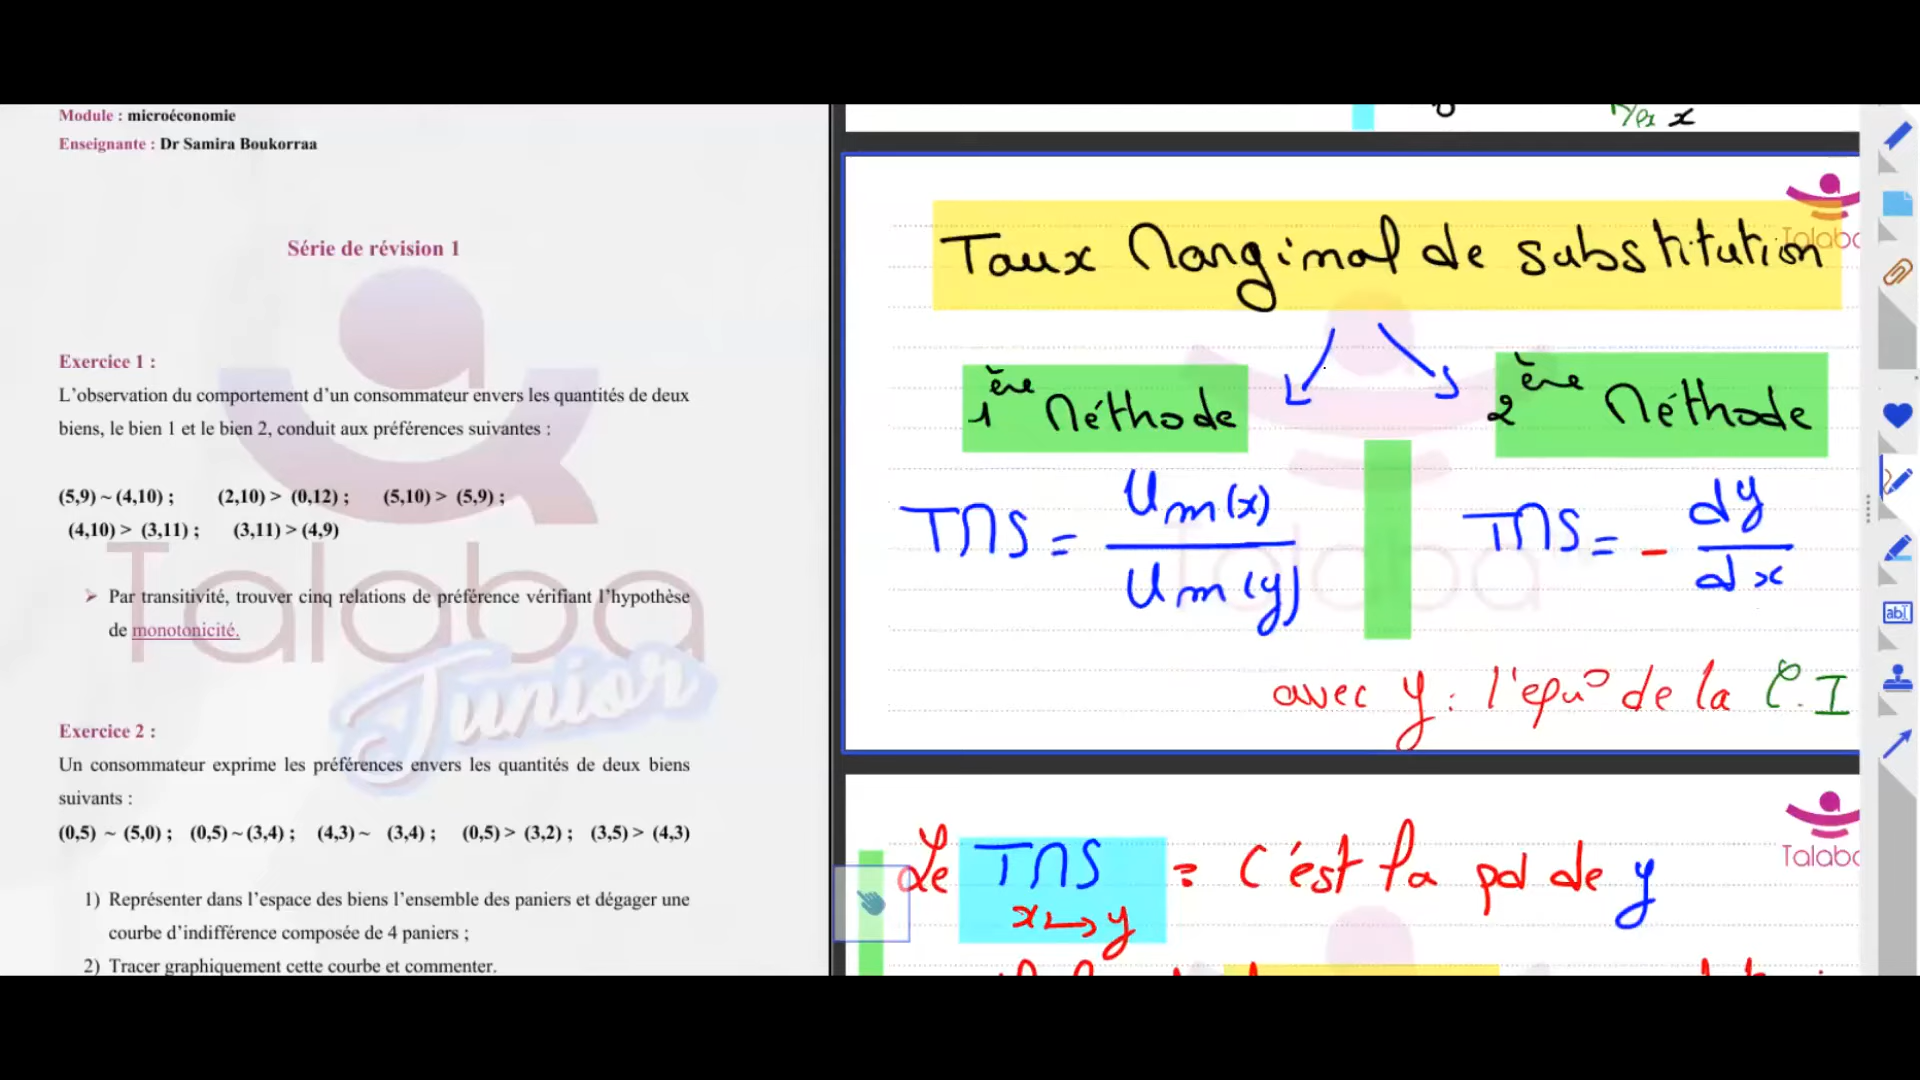 Module : microéconomie
Enseignante : Dr Samira Boukorraa
Série de révision 1
Exercice 1 :
L’observation du comportement d’un consommateur envers les quantités de deux
biens, le bien 1 et le bien 2, conduit aux préférences suivantes :
(5,9) ~ (4,10) ; (2,10) > (0,12) ; (5,10) > (5,9) ;
(4,10) > (3,11) ; (3,11) > (4,9)
➤ Par transitivité, trouver cinq relations de préférence vérifiant l’hypothèse
de monotonicité.
Talaba
Junior
Exercice 2 :
Un consommateur exprime les préférences envers les quantités de deux biens
suivants :
(0,5) ~ (5,0) ; (0,5) ~ (3,4) ; (4,3) ~ (3,4) ; (0,5) > (3,2) ; (3,5) > (4,3)
1) Représenter dans l’espace des biens l’ensemble des paniers et dégager une
courbe d’indifférence composée de 4 paniers ;
2) Tracer graphiquement cette courbe et commenter.
x
Talaba
Taux Marginal de substitution
1ère Méthode
2ère Méthode
TMS = Um(x) / Um(y)
TMS = - dy / dx
avec y : l'equ° de la C.I
Talaba
Le TMS = C'est la pd de y
x↦y
abI